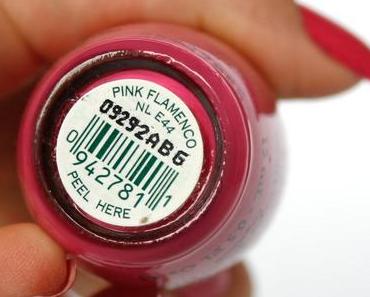 PINK FLAMENCO
NL E44
09292ABG
0 942781 1
PEEL HERE